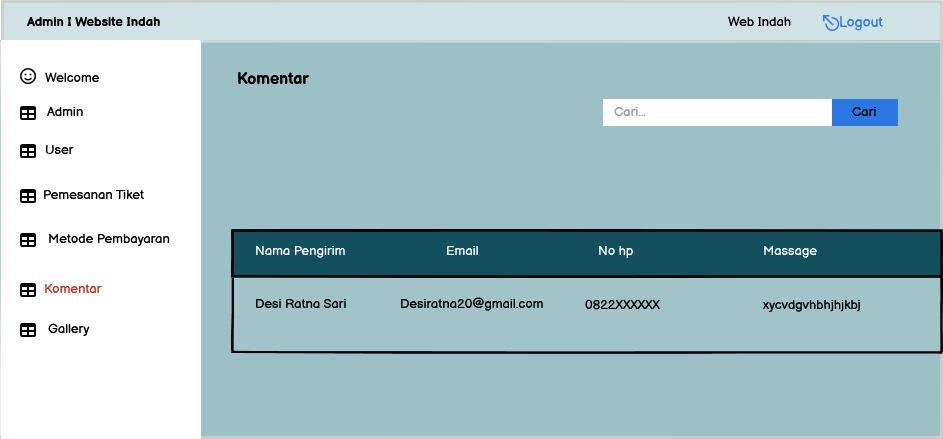 Admin I Website Indah
Web Indah Logout
Welcome
Admin
User
Pemesanan Tiket
Metode Pembayaran
Komentar
Gallery
Komentar
Cari... Cari
Nama Pengirim Email No hp Massage
Desi Ratna Sari Desiratna20@gmail.com 0822XXXXXX xycvdgvhbhjhjkbj